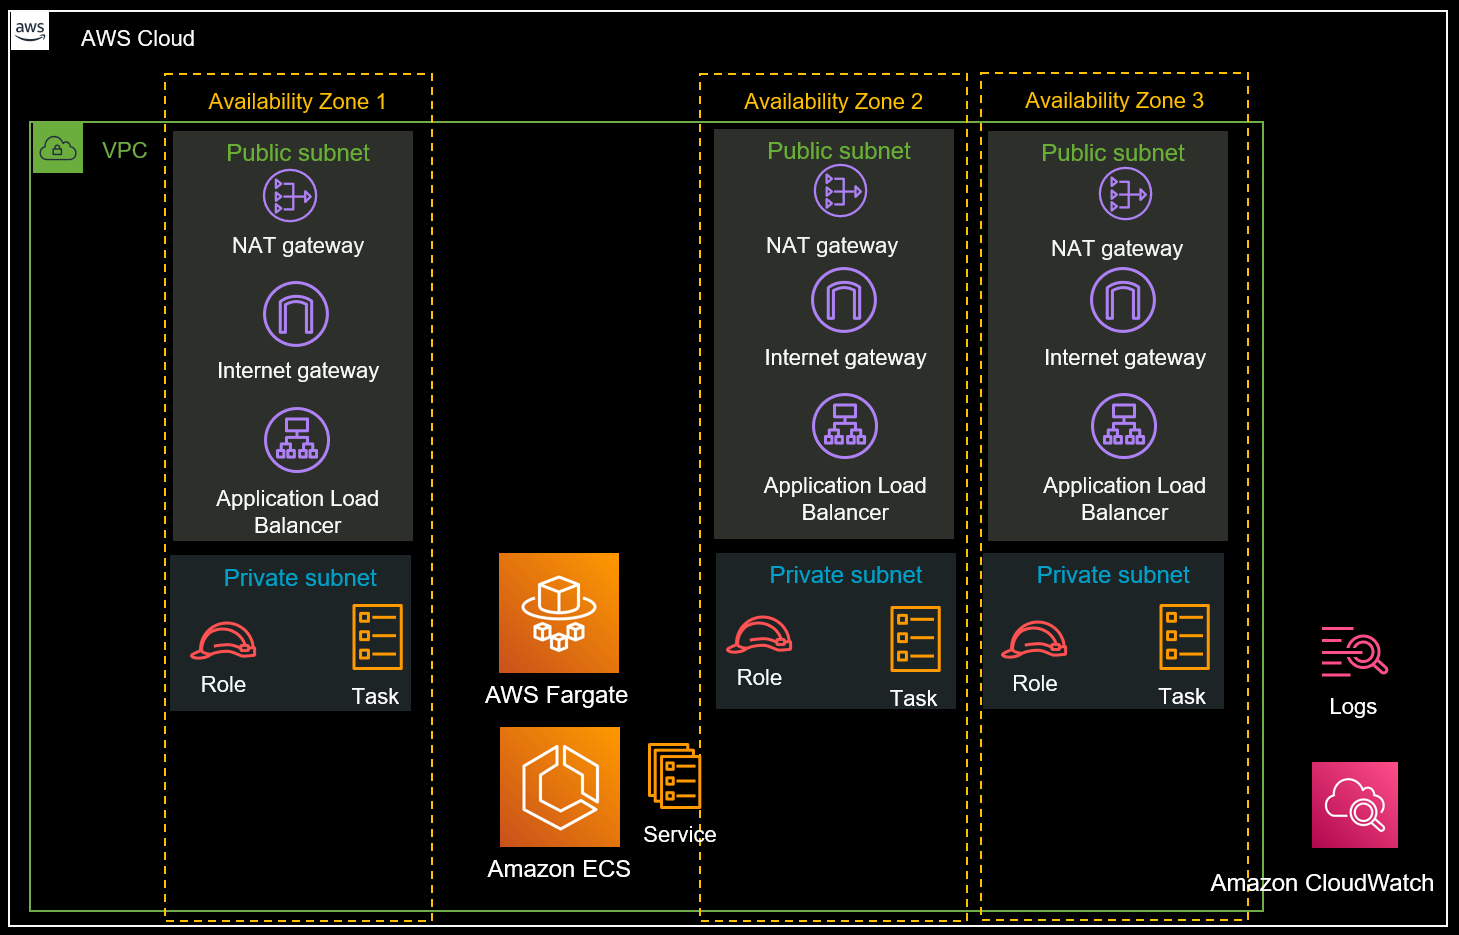 aws
AWS Cloud
Availability Zone 1
Availability Zone 2
Availability Zone 3
VPC
Public subnet
NAT gateway
Internet gateway
Application Load
Balancer
Private subnet
Role
Task
AWS Fargate
Amazon ECS
Service
Public subnet
NAT gateway
Internet gateway
Application Load
Balancer
Private subnet
Role
Task
Public subnet
NAT gateway
Internet gateway
Application Load
Balancer
Private subnet
Role
Task
Logs
Amazon CloudWatch